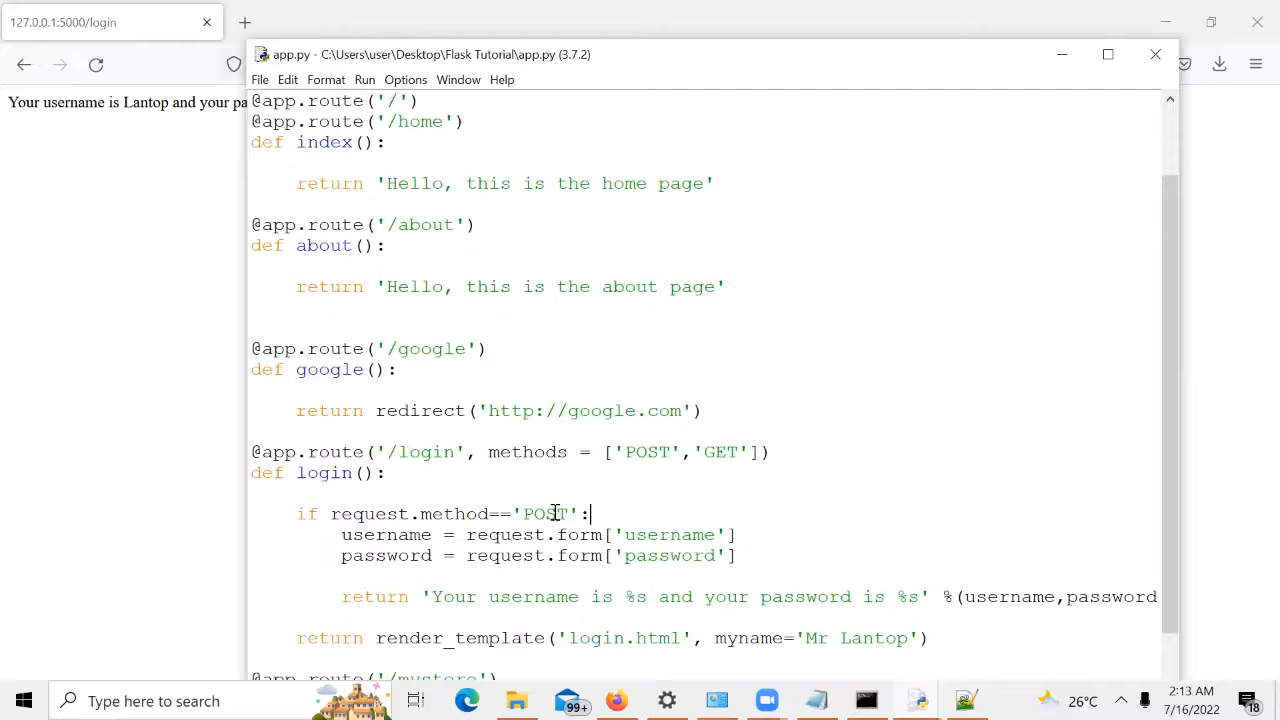 127.0.0.1:5000/login
app.py - C:\Users\user\Desktop\Flask Tutorial\app.py (3.7.2)
File Edit Format Run Options Window Help
Your username is Lantop and your pa
@app.route('/')
@app.route('/home')
def index():
return 'Hello, this is the home page'
@app.route('/about')
def about():
return 'Hello, this is the about page'
@app.route('/google')
def google():
return redirect('http://google.com')
@app.route('/login', methods = ['POST','GET'])
def login():
if request.method=='POST':
username = request.form['username']
password = request.form['password']
return 'Your username is %s and your password is %s' %(username,password
return render_template('login.html', myname='Mr Lantop')
@app.route('/mystore')
Type here to search
99+
26°C
2:13 AM
7/16/2022
18